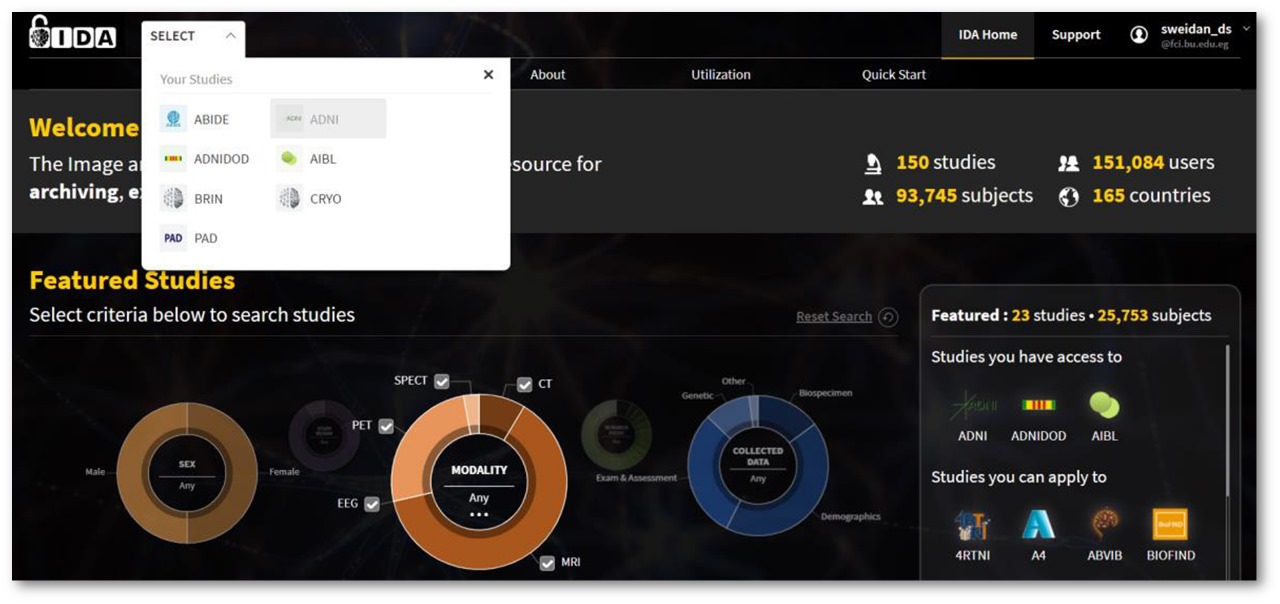 IDA
SELECT
IDA Home
Support
sweidan_ds
@fci.bu.edu.eg
Your Studies
About
Utilization
Quick Start
ABIDE
ADNI
ADNI
ADNIDOD
AIBL
BRIN
CRYO
PAD PAD
Welcome
The Image a
esource for
archiving, e
150 studies
151,084 users
93,745 subjects
165 countries
Featured Studies
Select criteria below to search studies
Reset Search
Featured : 23 studies • 25,753 subjects
Studies you have access to
ADNI
ADNI
ADNIDOD
AIBL
Studies you can apply to
4RTNI
A4
ABVIB
BioFIND
BIOFIND
Male
SEX
Any
Female
SPECT
CT
PET
MODALITY
Any
EEG
MRI
Exam & Assessment
Other
Genetic
Biospecimen
COLLECTED
DATA
Any
Demographics